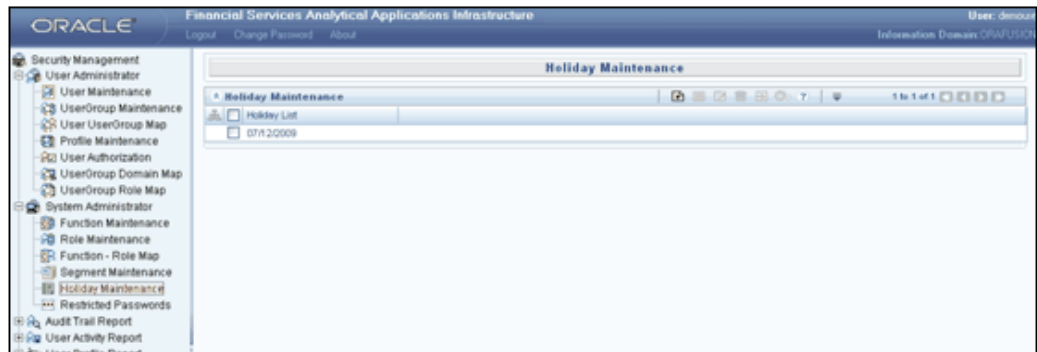 ORACLE
Financial Services Analytical Applications Infrastructure
User: demouser
Logout Change Password About
Information Domain:ORAFUSION
Security Management
User Administrator
User Maintenance
UserGroup Maintenance
User UserGroup Map
Profile Maintenance
User Authorization
UserGroup Domain Map
UserGroup Role Map
System Administrator
Function Maintenance
Role Maintenance
Function - Role Map
Segment Maintenance
Holiday Maintenance
Restricted Passwords
Audit Trail Report
User Activity Report
User Profile Report
Holiday Maintenance
Holiday Maintenance
1 to 1 of 1
Holiday List
07/12/2009